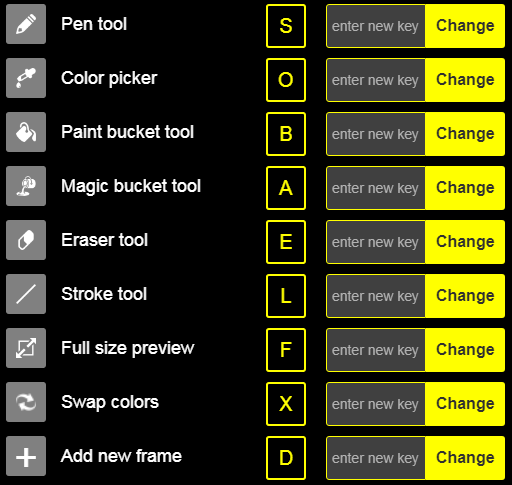 Pen tool S enter new key Change
Color picker O enter new key Change
Paint bucket tool B enter new key Change
Magic bucket tool A enter new key Change
Eraser tool E enter new key Change
Stroke tool L enter new key Change
Full size preview F enter new key Change
Swap colors X enter new key Change
Add new frame D enter new key Change